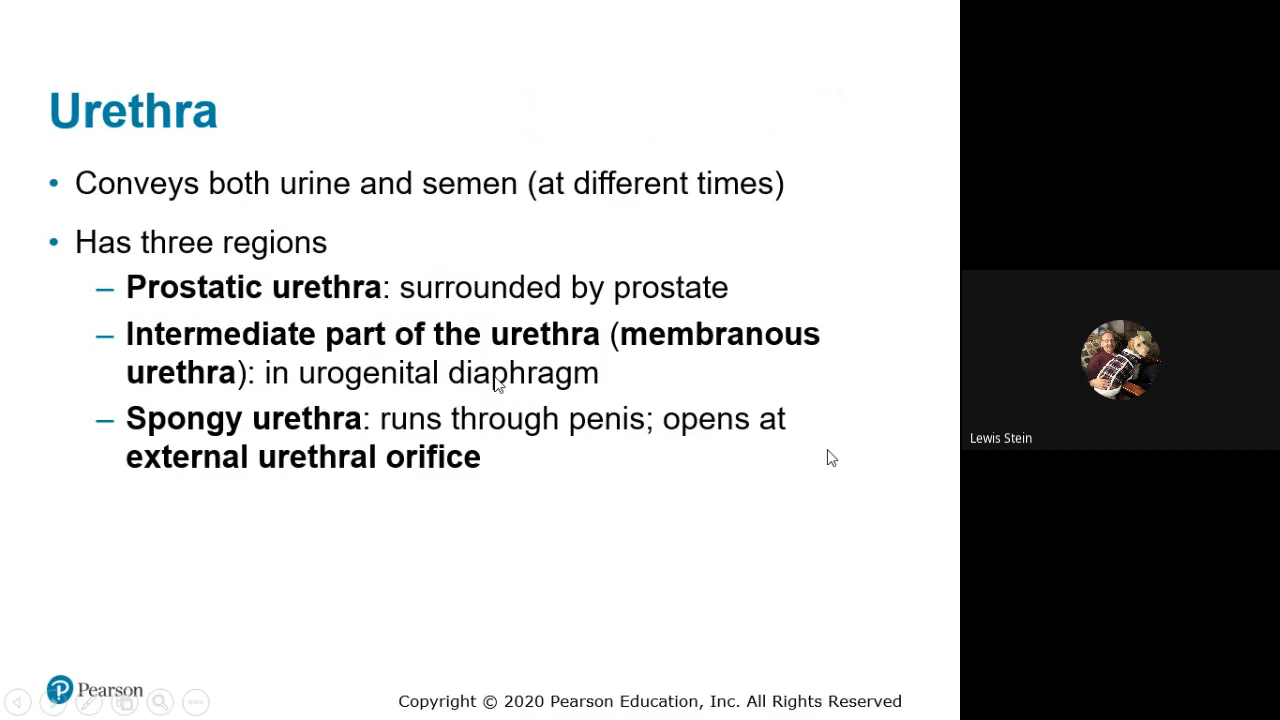 Urethra
• Conveys both urine and semen (at different times)
• Has three regions
– Prostatic urethra: surrounded by prostate
– Intermediate part of the urethra (membranous
urethra): in urogenital diaphragm
– Spongy urethra: runs through penis; opens at
external urethral orifice
Lewis Stein
Pearson
Copyright © 2020 Pearson Education, Inc. All Rights Reserved